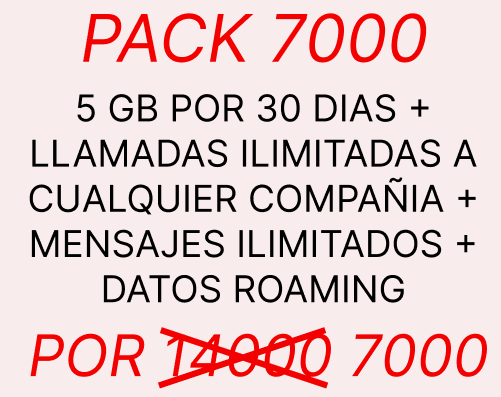 PACK 7000
5 GB POR 30 DIAS +
LLAMADAS ILIMITADAS A
CUALQUIER COMPAÑIA +
MENSAJES ILIMITADOS +
DATOS ROAMING
POR 14000 7000